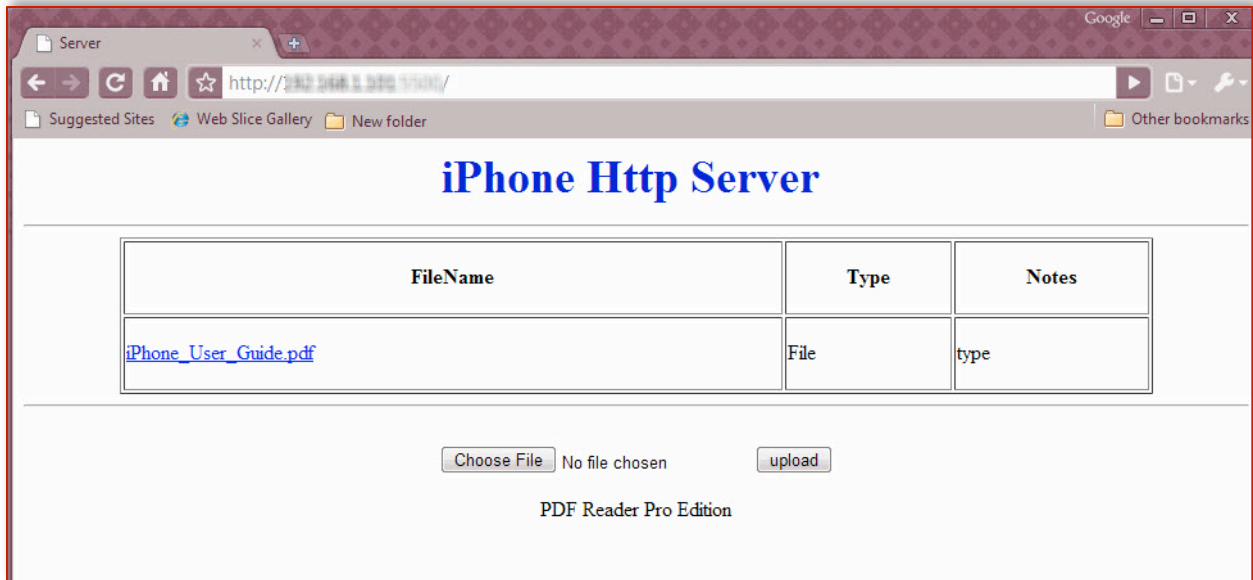 Google
Server
http:// /
Suggested Sites Web Slice Gallery New folder Other bookmarks
iPhone Http Server
FileName Type Notes
iPhone_User_Guide.pdf File type
Choose File No file chosen upload
PDF Reader Pro Edition